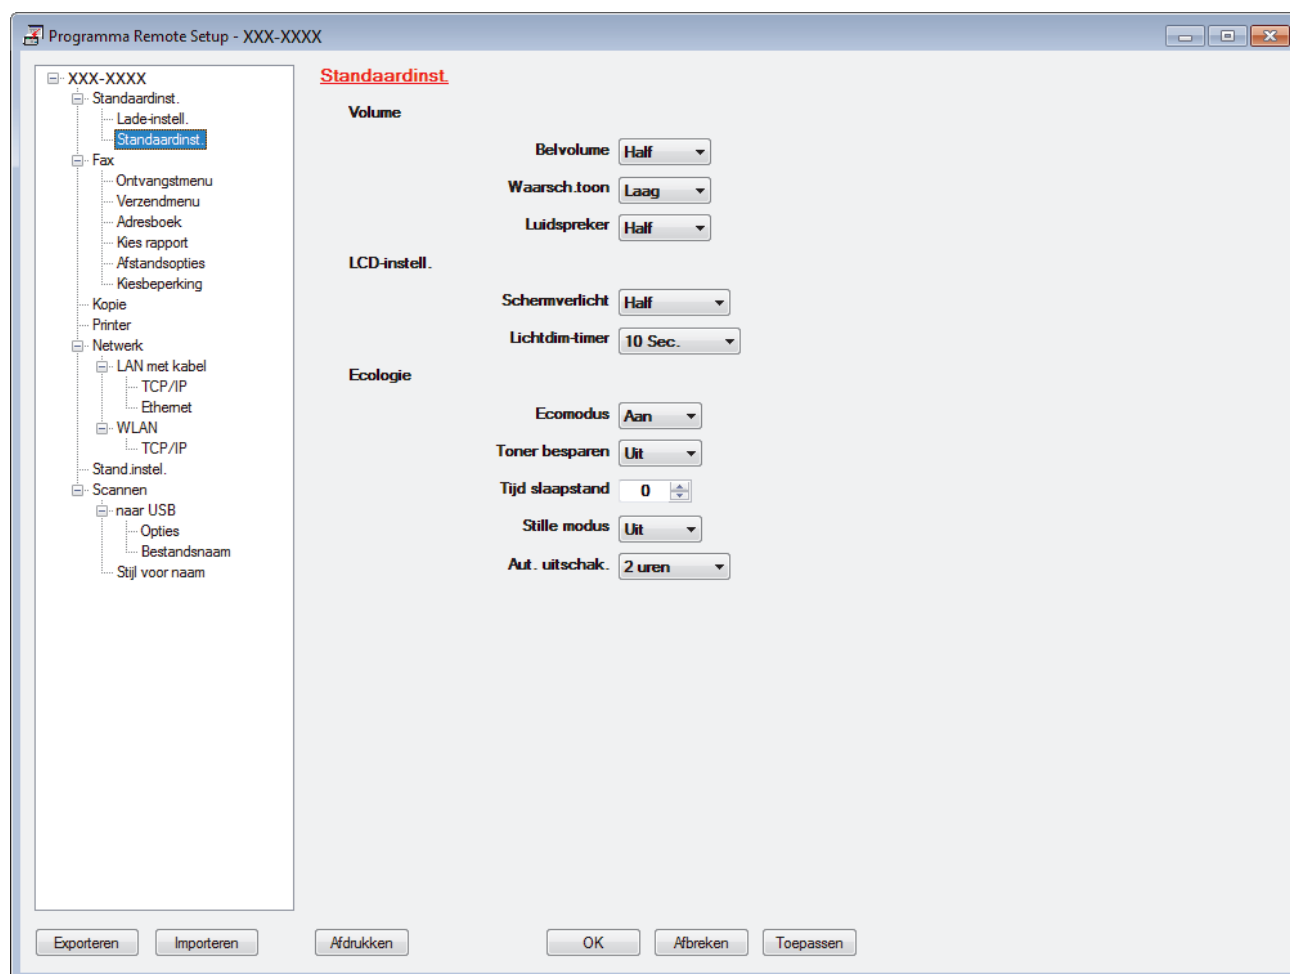 Programma Remote Setup - XXX-XXXX
XXX-XXXX
Standaardinst.
Lade-instell.
Standaardinst.
Fax
Ontvangstmenu
Verzendmenu
Adresboek
Kies rapport
Afstandsopties
Kiesbeperking
Kopie
Printer
Netwerk
LAN met kabel
TCP/IP
Ethernet
WLAN
TCP/IP
Stand.instel.
Scannen
naar USB
Opties
Bestandsnaam
Stijl voor naam
Standaardinst.
Volume
Belvolume Half
Waarsch.toon Laag
Luidspreker Half
LCD-instell.
Schermverlicht Half
Lichtdim-timer 10 Sec.
Ecologie
Ecomodus Aan
Toner besparen Uit
Tijd slaapstand 0
Stille modus Uit
Aut. uitschak. 2 uren
Exporteren Importeren Afdrukken OK Afbreken Toepassen